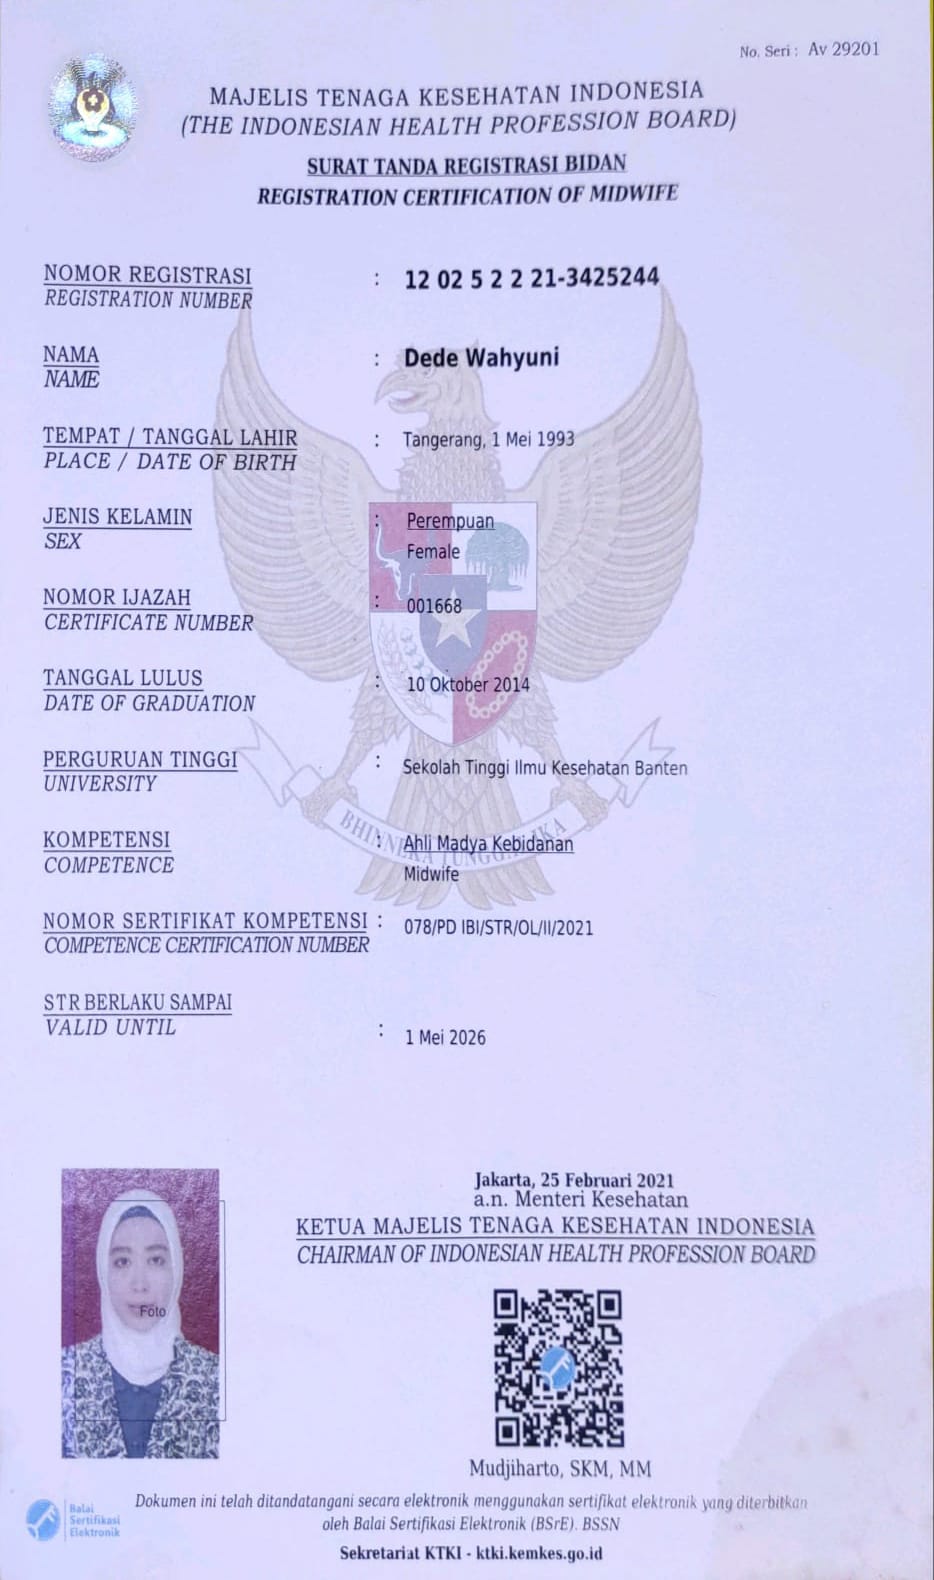 No. Seri : Av 29201
MAJELIS TENAGA KESEHATAN INDONESIA
(THE INDONESIAN HEALTH PROFESSION BOARD)
SURAT TANDA REGISTRASI BIDAN
REGISTRATION CERTIFICATION OF MIDWIFE
NOMOR REGISTRASI : 12 02 5 2 2 21-3425244
REGISTRATION NUMBER
NAMA : Dede Wahyuni
NAME
TEMPAT / TANGGAL LAHIR : Tangerang, 1 Mei 1993
PLACE / DATE OF BIRTH
JENIS KELAMIN : Perempuan
SEX Female
NOMOR IJAZAH : 001668
CERTIFICATE NUMBER
TANGGAL LULUS : 10 Oktober 2014
DATE OF GRADUATION
PERGURUAN TINGGI : Sekolah Tinggi Ilmu Kesehatan Banten
UNIVERSITY
BHINNEKA TUNGGAL IKA
KOMPETENSI : Ahli Madya Kebidanan
COMPETENCE Midwife
NOMOR SERTIFIKAT KOMPETENSI : 078/PD IBI/STR/OL/II/2021
COMPETENCE CERTIFICATION NUMBER
STR BERLAKU SAMPAI
VALID UNTIL : 1 Mei 2026
Jakarta, 25 Februari 2021
a.n. Menteri Kesehatan
KETUA MAJELIS TENAGA KESEHATAN INDONESIA
CHAIRMAN OF INDONESIAN HEALTH PROFESSION BOARD
Foto
Mudjiharto, SKM, MM
Balai
Sertifikasi
Elektronik
Dokumen ini telah ditandatangani secara elektronik menggunakan sertifikat elektronik yang diterbitkan
oleh Balai Sertifikasi Elektronik (BSrE). BSSN
Sekretariat KTKI - ktki.kemkes.go.id